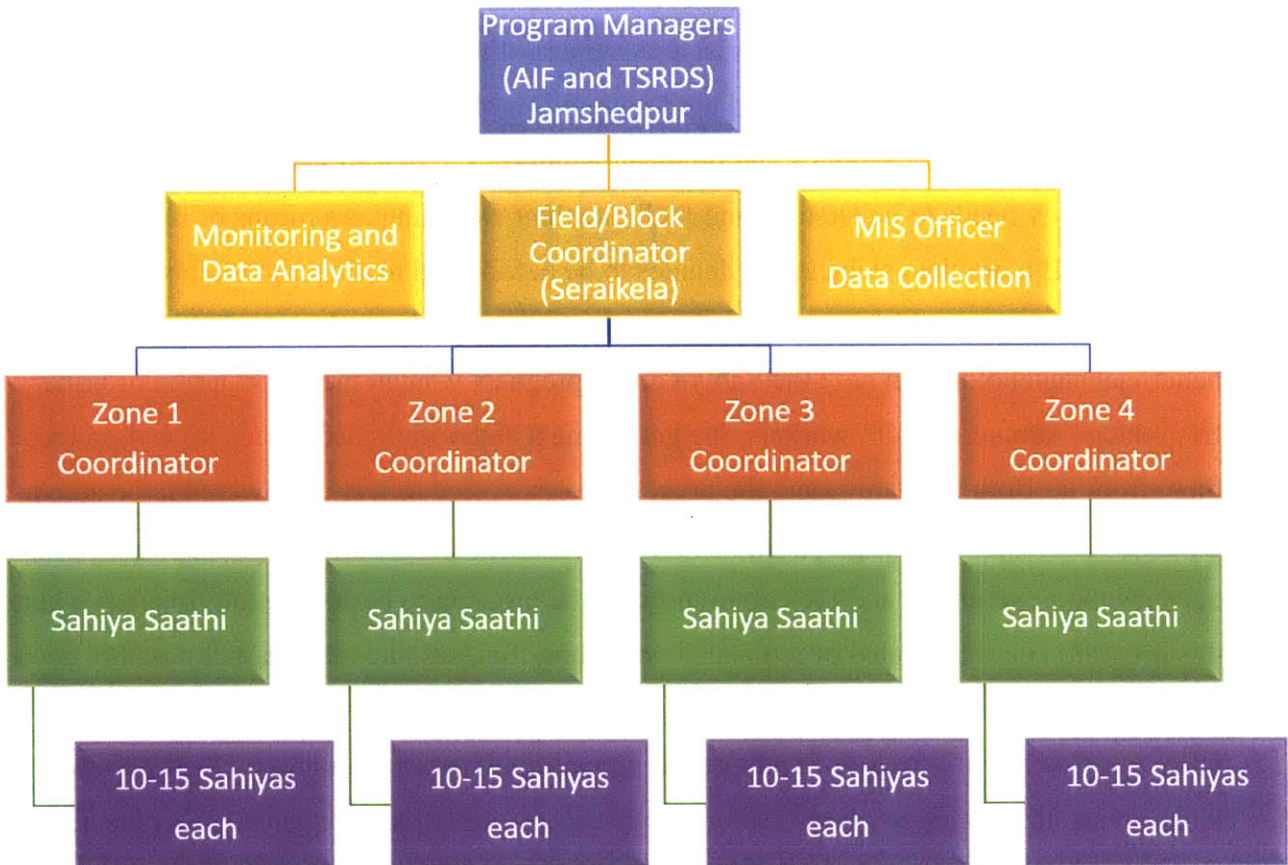 Program Managers
(AIF and TSRDS)
Jamshedpur
Monitoring and
Data Analytics
Field/Block
Coordinator
(Seraikela)
MIS Officer
Data Collection
Zone 1
Coordinator
Zone 2
Coordinator
Zone 3
Coordinator
Zone 4
Coordinator
Sahiya Saathi
Sahiya Saathi
Sahiya Saathi
Sahiya Saathi
10-15 Sahiyas
each
10-15 Sahiyas
each
10-15 Sahiyas
each
10-15 Sahiyas
each